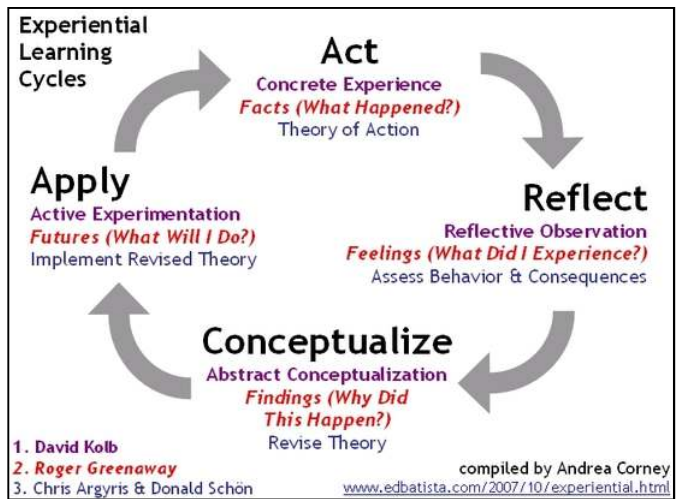 Experiential
Learning
Cycles
Act
Concrete Experience
Facts (What Happened?)
Theory of Action
Reflect
Reflective Observation
Feelings (What Did I Experience?)
Assess Behavior & Consequences
Conceptualize
Abstract Conceptualization
Findings (Why Did
This Happen?)
Revise Theory
Apply
Active Experimentation
Futures (What Will I Do?)
Implement Revised Theory
1. David Kolb
2. Roger Greenaway
3. Chris Argyris & Donald Schön
compiled by Andrea Corney
www.edbatista.com/2007/10/experiential.html